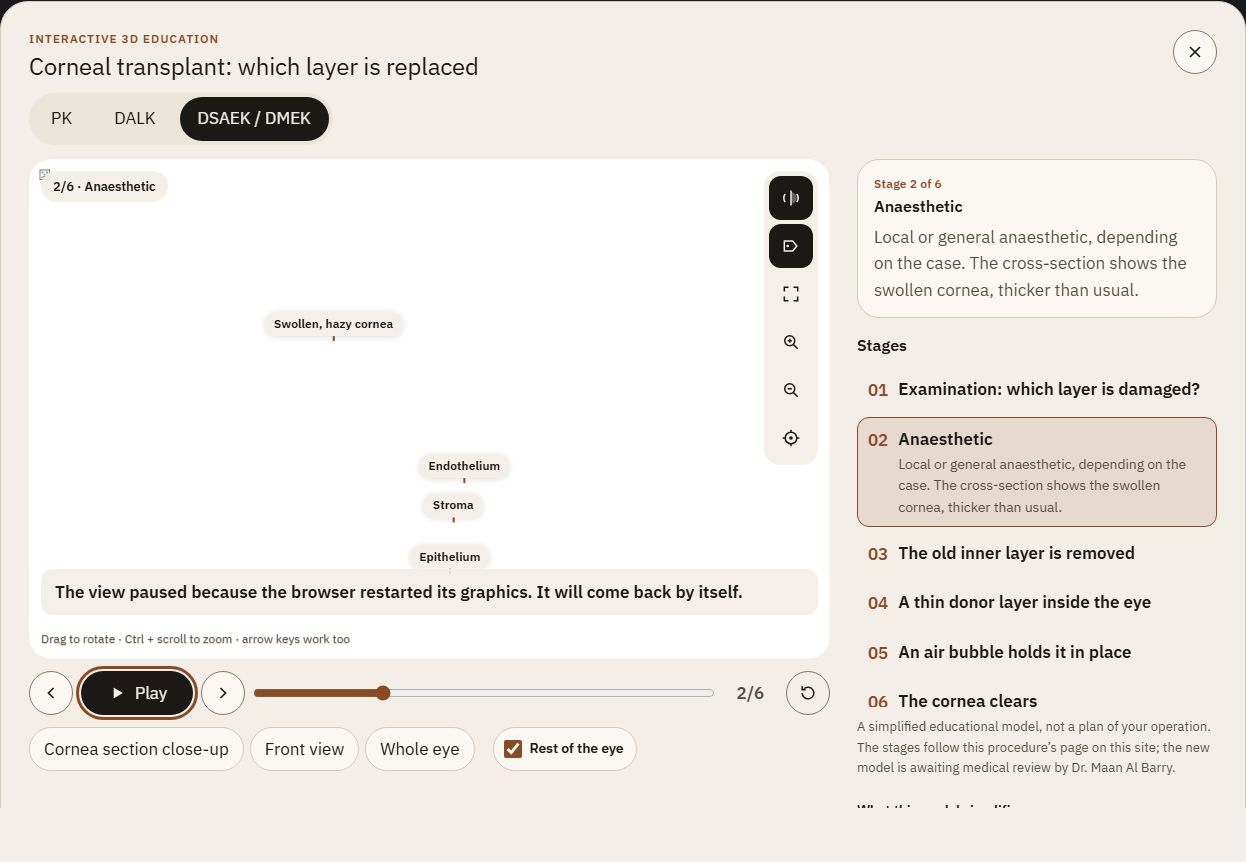 INTERACTIVE 3D EDUCATION
Corneal transplant: which layer is replaced
PK
DALK
DSAEK / DMEK
2/6 · Anaesthetic
Swollen, hazy cornea
Endothelium
Stroma
Epithelium
The view paused because the browser restarted its graphics. It will come back by itself.
Drag to rotate · Ctrl + scroll to zoom · arrow keys work too
Play
2/6
Cornea section close-up
Front view
Whole eye
Rest of the eye
Stage 2 of 6
Anaesthetic
Local or general anaesthetic, depending
on the case. The cross-section shows the
swollen cornea, thicker than usual.
Stages
01 Examination: which layer is damaged?
02 Anaesthetic
Local or general anaesthetic, depending on the
case. The cross-section shows the swollen
cornea, thicker than usual.
03 The old inner layer is removed
04 A thin donor layer inside the eye
05 An air bubble holds it in place
06 The cornea clears
A simplified educational model, not a plan of your operation.
The stages follow this procedure’s page on this site; the new
model is awaiting medical review by Dr. Maan Al Barry.